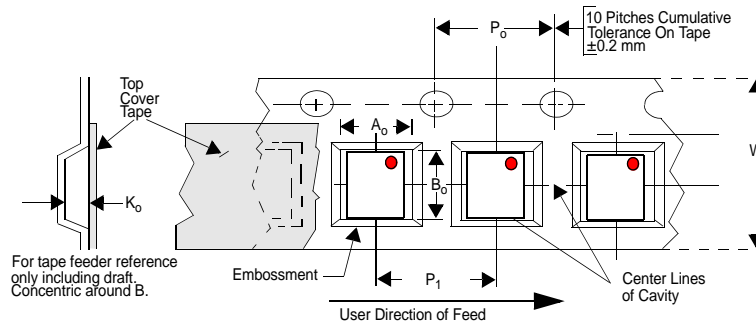 10 Pitches Cumulative
Tolerance On Tape
±0.2 mm
Po
Top
Cover
Tape
Ao
W
Bo
Ko
For tape feeder reference
only including draft.
Concentric around B.
Embossment
P1
Center Lines
of Cavity
User Direction of Feed